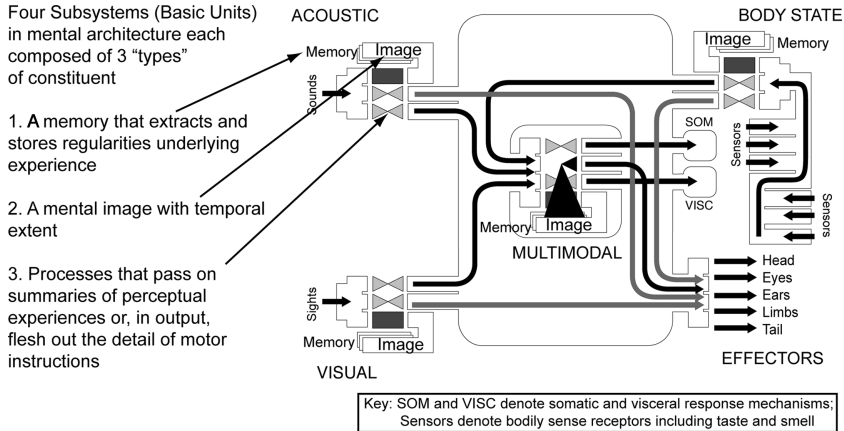 Four Subsystems (Basic Units)
in mental architecture each
composed of 3 “types”
of constituent
1. A memory that extracts and
stores regularities underlying
experience
2. A mental image with temporal
extent
3. Processes that pass on
summaries of perceptual
experiences or, in output,
flesh out the detail of motor
instructions
ACOUSTIC
Memory
Image
Sounds
BODY STATE
Image
Memory
Sensors
Sensors
SOM
VISC
Memory
Image
MULTIMODAL
Sights
Memory
Image
VISUAL
Head
Eyes
Ears
Limbs
Tail
EFFECTORS
Key: SOM and VISC denote somatic and visceral response mechanisms;
Sensors denote bodily sense receptors including taste and smell